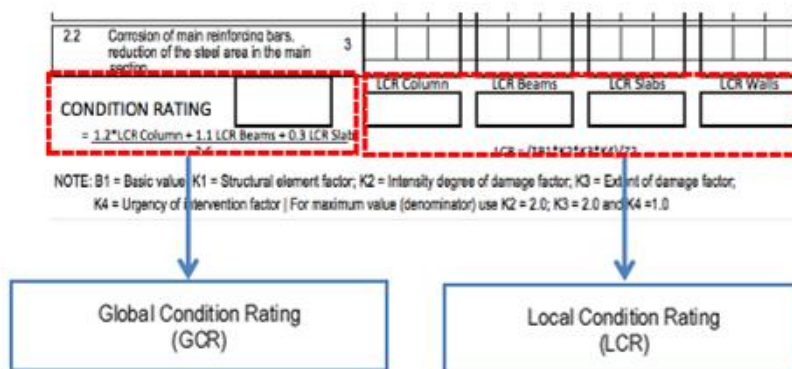 2.2 Corrosion of main reinforcing bars, 3
reduction of the steel area in the main
section
LCR Column LCR Beams LCR Slabs LCR Walls
CONDITION RATING
= 1.2*LCR Column + 1.1 LCR Beams + 0.3 LCR Slab
NOTE: B1 = Basic value; K1 = Structural element factor; K2 = Intensity degree of damage factor; K3 = Extent of damage factor;
K4 = Urgency of intervention factor | For maximum value (denominator) use K2 = 2.0; K3 = 2.0 and K4 =1.0
Global Condition Rating
(GCR)
Local Condition Rating
(LCR)